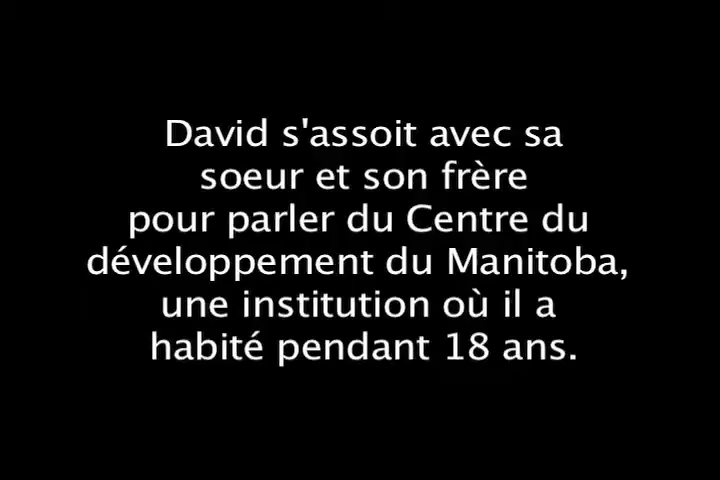 David s'assoit avec sa
soeur et son frère
pour parler du Centre du
développement du Manitoba,
une institution où il a
habité pendant 18 ans.